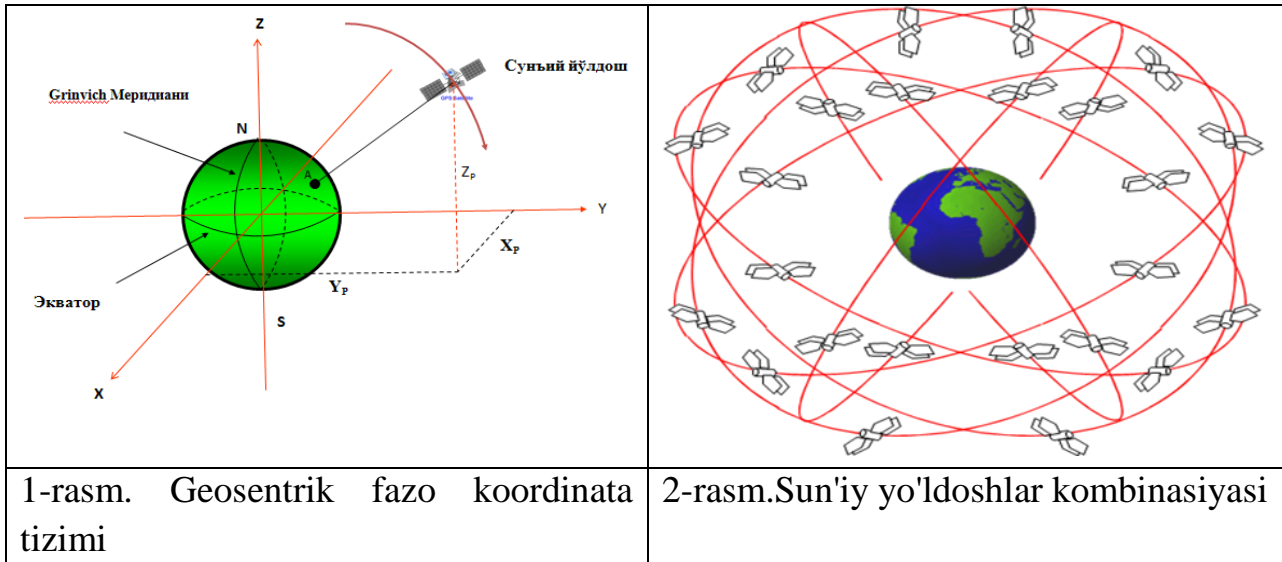 Z
Сунъий йўлдош
Grinvich Меридиани
N
A
Z_P
Y
X_P
Экватор
Y_P
S
X
1-rasm. Geosentrik fazo koordinata
tizimi
2-rasm.Sun'iy yo'ldoshlar kombinasiyasi